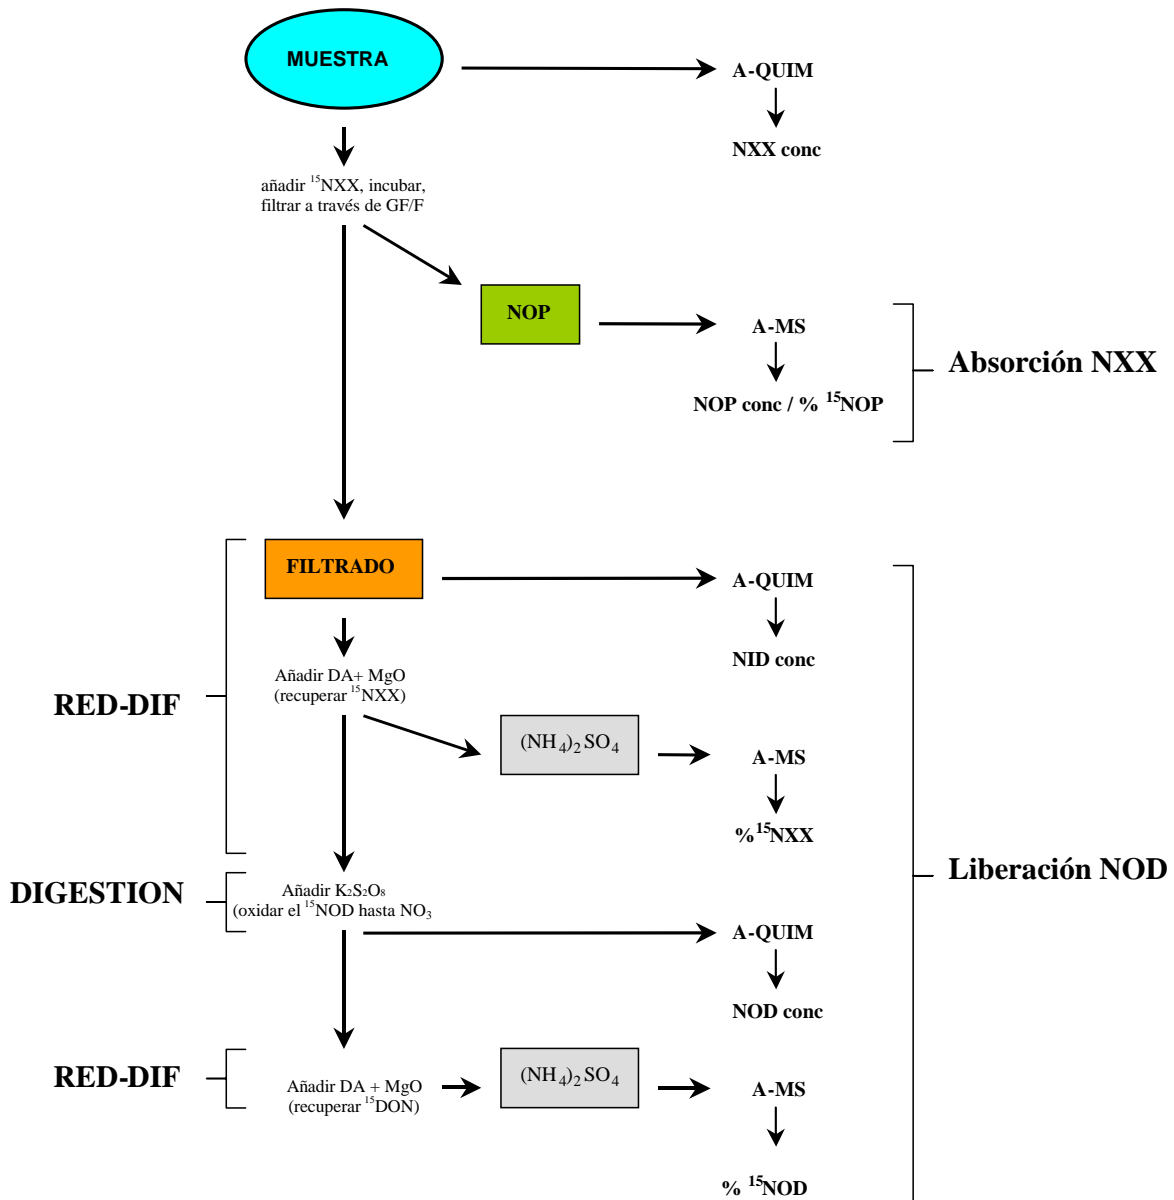 MUESTRA
A-QUIM
NXX conc
añadir ¹⁵NXX, incubar,
filtrar a través de GF/F
NOP
A-MS
NOP conc / % ¹⁵NOP
Absorción NXX
FILTRADO
A-QUIM
NID conc
Añadir DA+ MgO
(recuperar ¹⁵NXX)
RED-DIF
(NH₄)₂SO₄
A-MS
%¹⁵NXX
Liberación NOD
DIGESTION
Añadir K₂S₂O₈
(oxidar el ¹⁵NOD hasta NO₃
A-QUIM
NOD conc
RED-DIF
Añadir DA + MgO
(recuperar ¹⁵DON)
(NH₄)₂SO₄
A-MS
% ¹⁵NOD